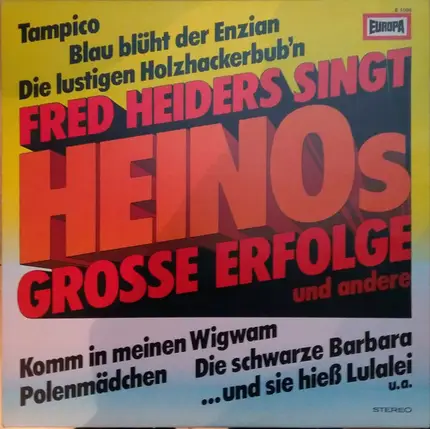 Tampico
EUROPA
Blau blüht der Enzian
Die lustigen Holzhackerbub'n
FRED HEIDERS SINGT
HEINOs
GROSSE ERFOLGE
und andere
Komm in meinen Wigwam
Polenmädchen
Die schwarze Barbara
...und sie hieß Lulalei
u.a.
STEREO